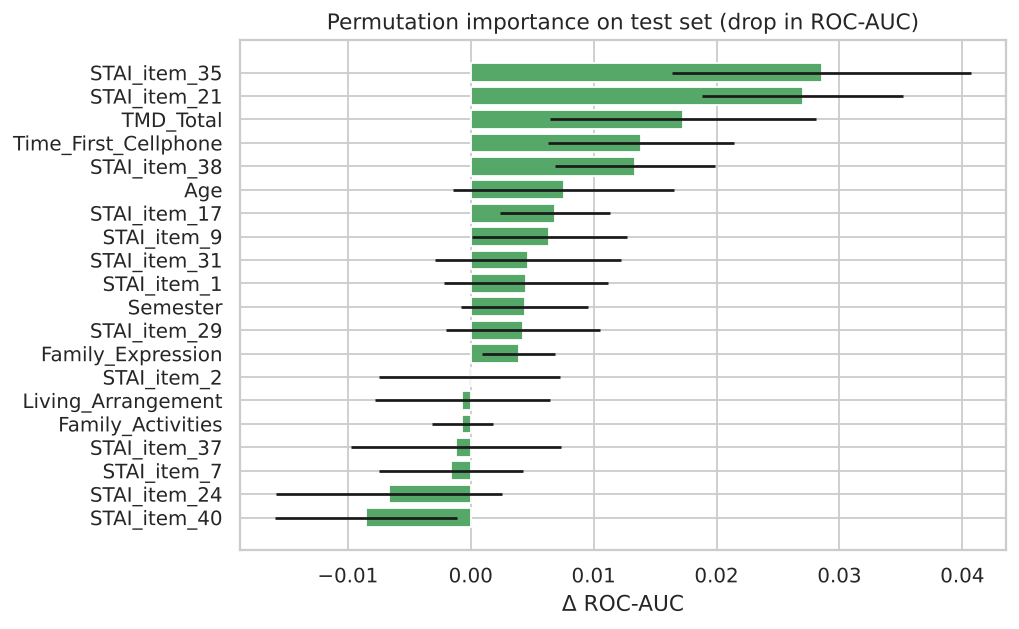 Permutation importance on test set (drop in ROC-AUC)
STAI_item_35
STAI_item_21
TMD_Total
Time_First_Cellphone
STAI_item_38
Age
STAI_item_17
STAI_item_9
STAI_item_31
STAI_item_1
Semester
STAI_item_29
Family_Expression
STAI_item_2
Living_Arrangement
Family_Activities
STAI_item_37
STAI_item_7
STAI_item_24
STAI_item_40
−0.01 0.00 0.01 0.02 0.03 0.04
Δ ROC-AUC